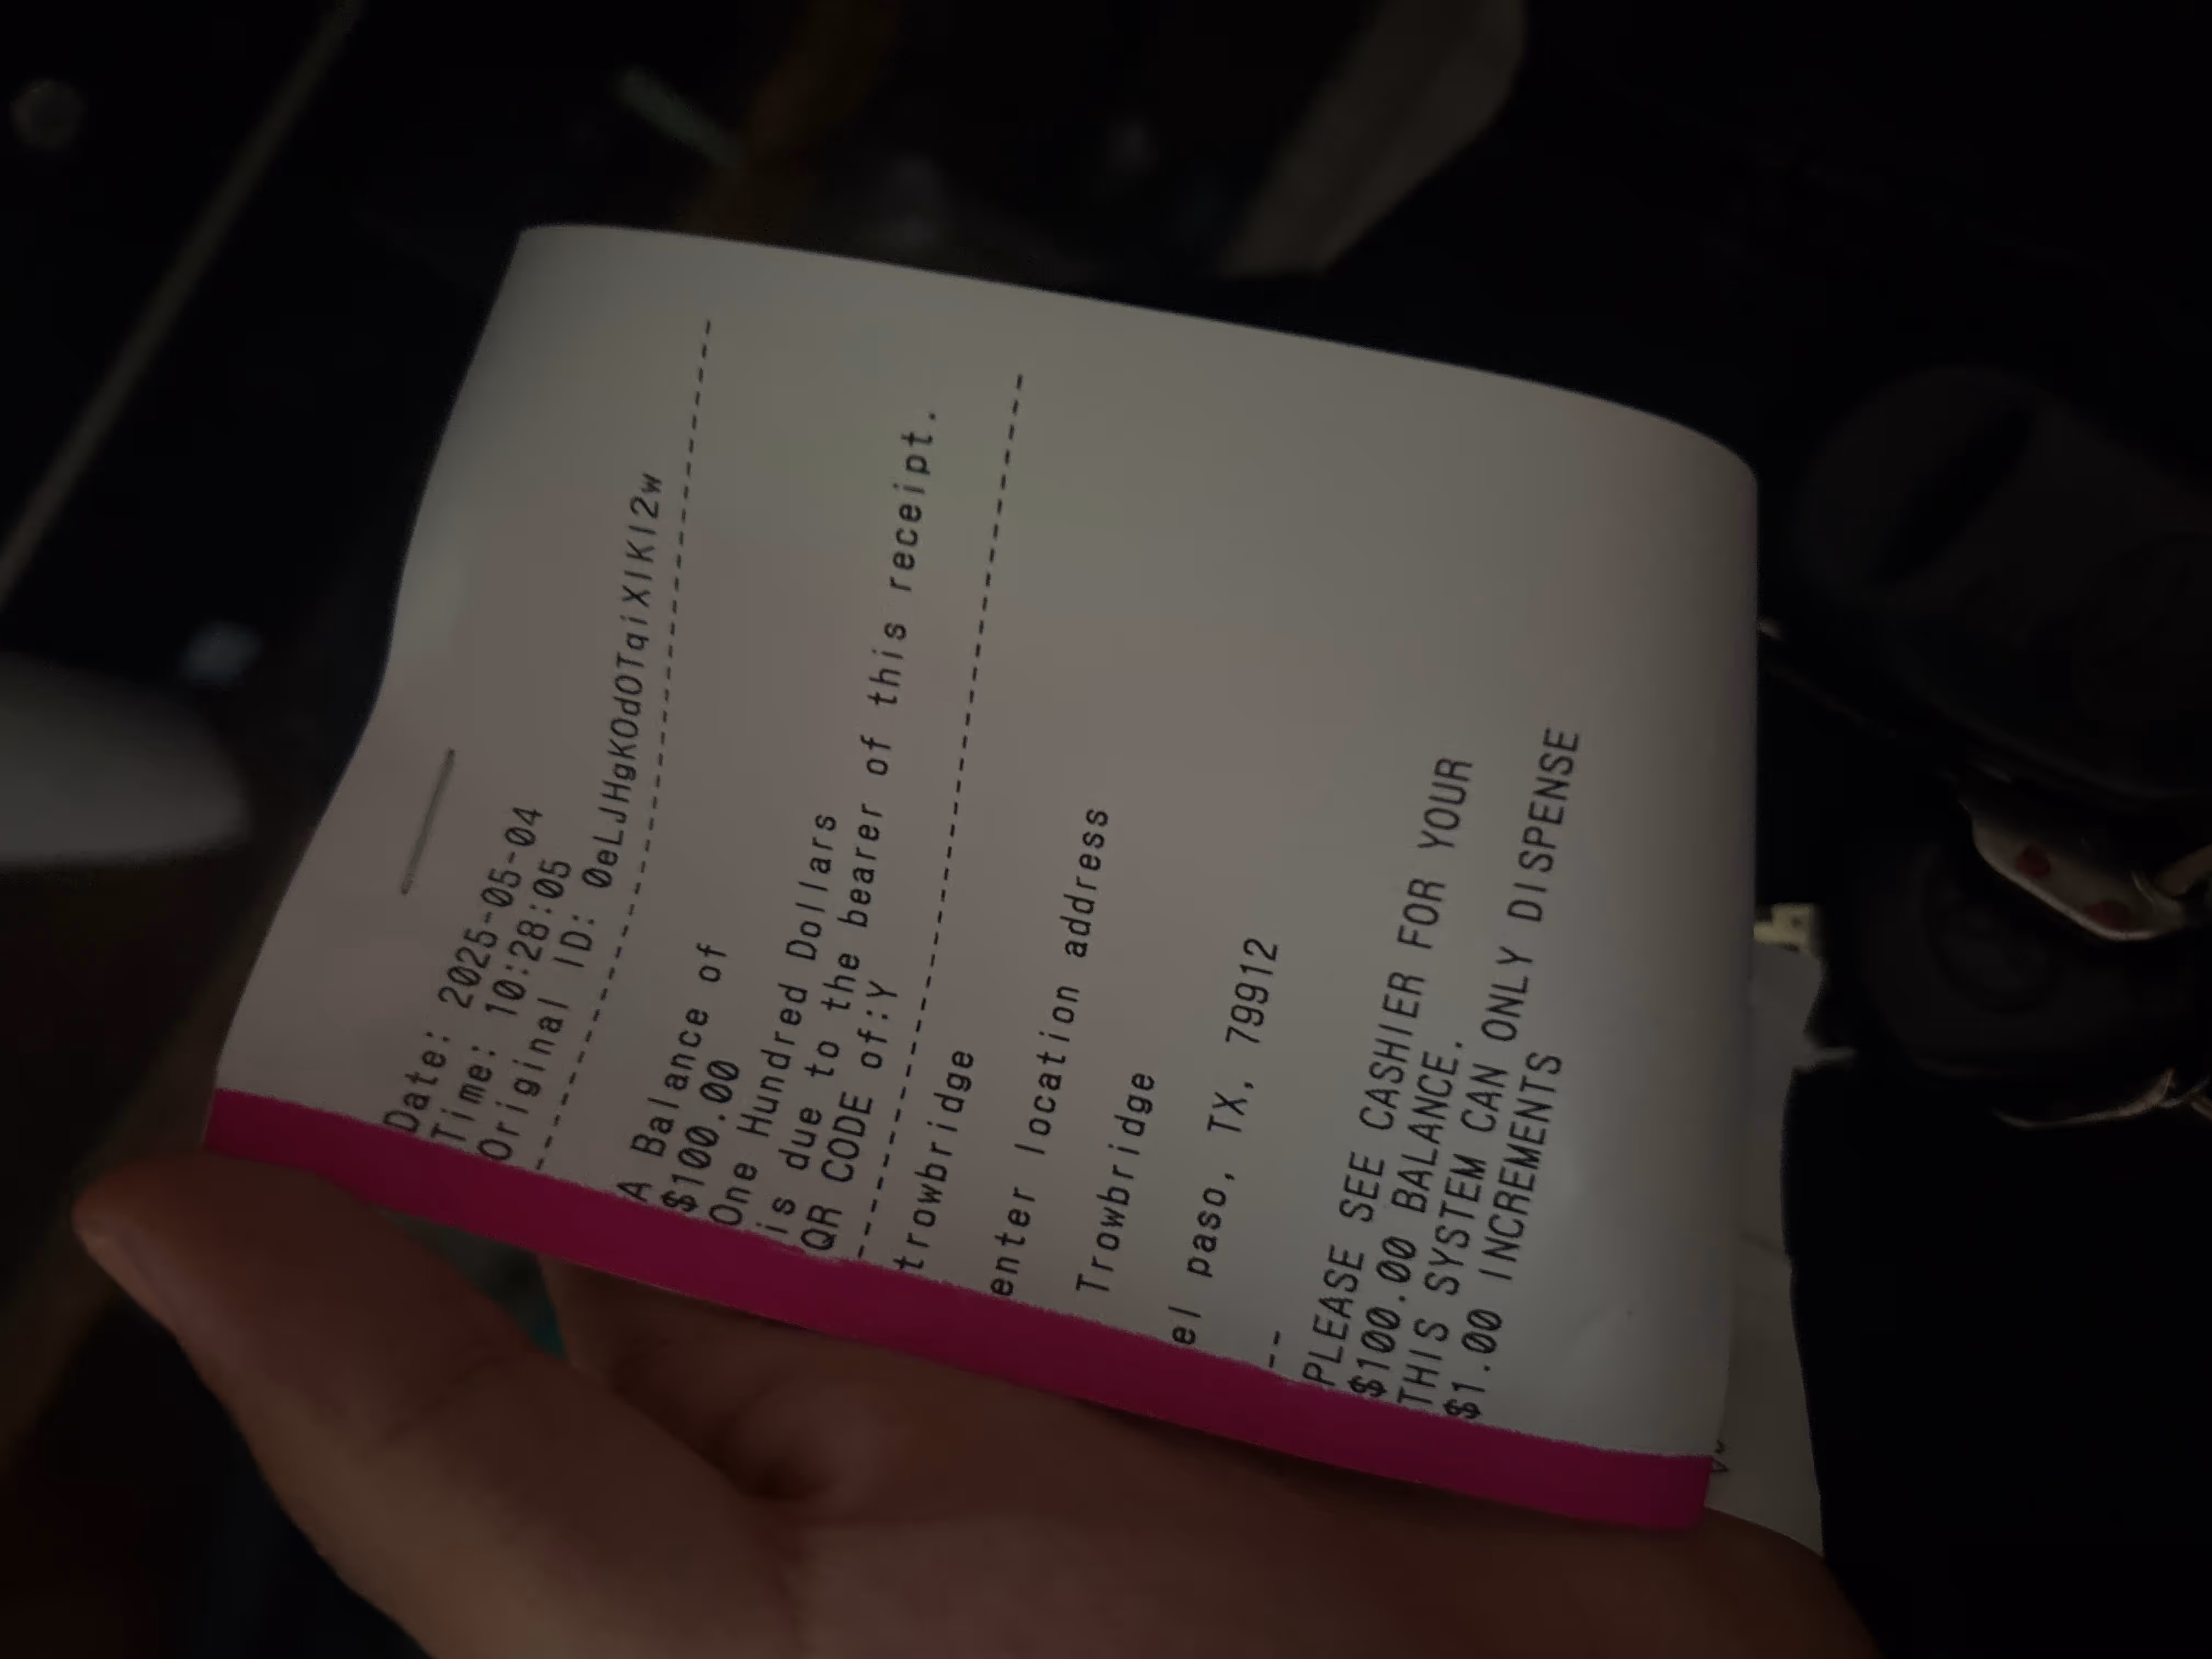 Date: 2025-05-04
Time: 10:28:05
Original ID: 0eLJHgKOdOTqiXIKI2w
------------------------------------------
A Balance of
$100.00
One Hundred Dollars
is due to the bearer of this receipt.
QR CODE of:Y
------------------------------------------
trowbridge
enter location address
Trowbridge
el paso, TX, 79912
--
PLEASE SEE CASHIER FOR YOUR
$100.00 BALANCE.
THIS SYSTEM CAN ONLY DISPENSE
$1.00 INCREMENTS